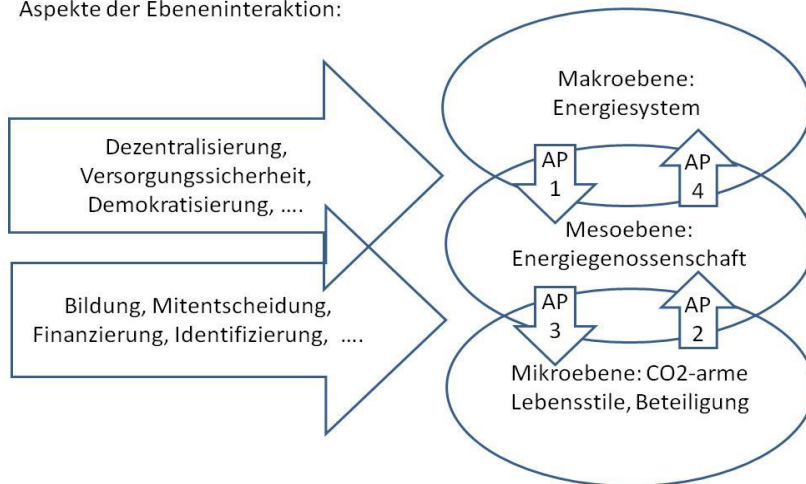 Aspekte der Ebeneninteraktion:
Dezentralisierung,
Versorgungssicherheit,
Demokratisierung, ....
Bildung, Mitentscheidung,
Finanzierung, Identifizierung, ....
Makroebene:
Energiesystem
AP
1
AP
4
Mesoebene:
Energiegenossenschaft
AP
3
AP
2
Mikroebene: CO2-arme
Lebensstile, Beteiligung